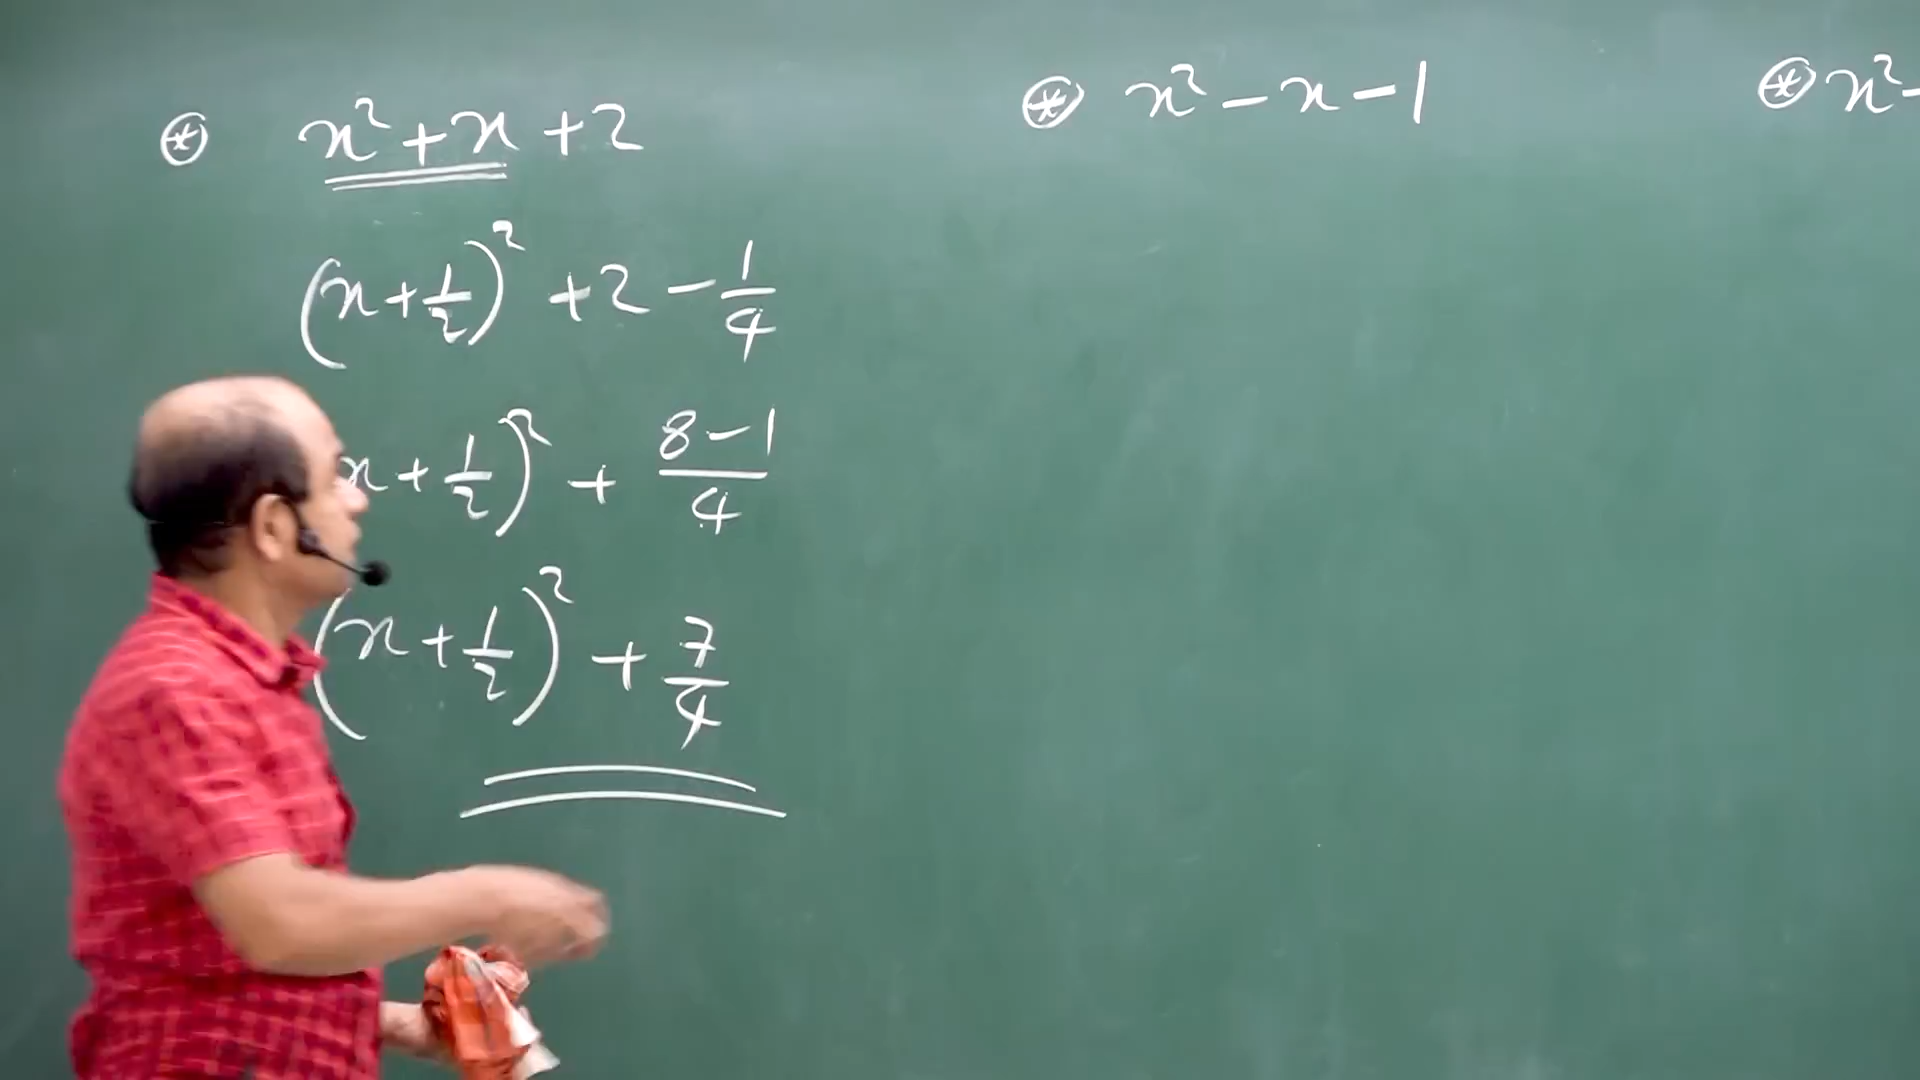 ⊛ x² + x + 2
(x + 1/2)² + 2 - 1/4
x + 1/2)² + 8 - 1/4
(x + 1/2)² + 7/4
⊛ x² - x - 1
⊛ x² -